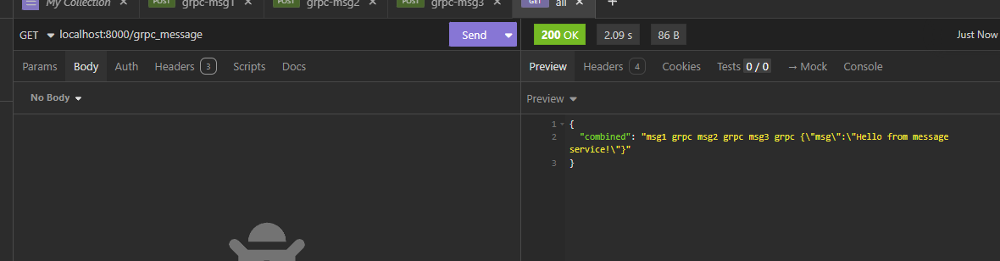 My Collection POST grpc-msg1 POST grpc-msg2 POST grpc-msg3 GET all
GET localhost:8000/grpc_message Send 200 OK 2.09 s 86 B Just Now
Params Body Auth Headers 3 Scripts Docs Preview Headers 4 Cookies Tests 0 / 0 → Mock Console
No Body Preview
1 {
2 "combined": "msg1 grpc msg2 grpc msg3 grpc {\"msg\":\"Hello from message
service!\"}"
3 }